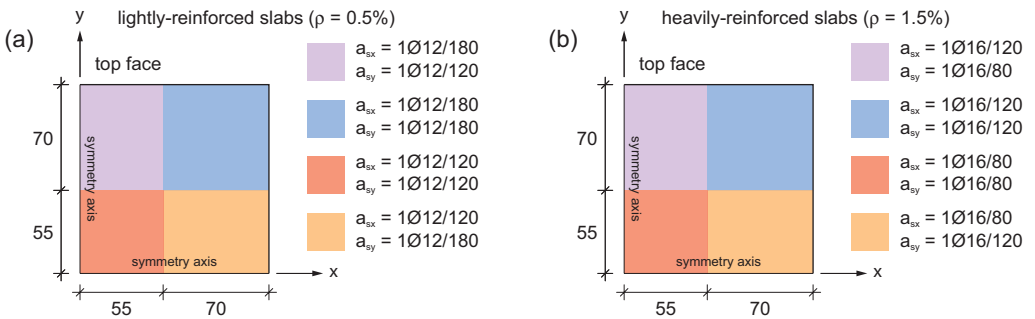 (a)
y
lightly-reinforced slabs (ρ = 0.5%)
top face
70
55
symmetry axis
symmetry axis
x
55
70
a_sx = 1Ø12/180
a_sy = 1Ø12/120
a_sx = 1Ø12/180
a_sy = 1Ø12/180
a_sx = 1Ø12/120
a_sy = 1Ø12/120
a_sx = 1Ø12/120
a_sy = 1Ø12/180
(b)
y
heavily-reinforced slabs (ρ = 1.5%)
top face
70
55
symmetry axis
symmetry axis
x
55
70
a_sx = 1Ø16/120
a_sy = 1Ø16/80
a_sx = 1Ø16/120
a_sy = 1Ø16/120
a_sx = 1Ø16/80
a_sy = 1Ø16/80
a_sx = 1Ø16/80
a_sy = 1Ø16/120